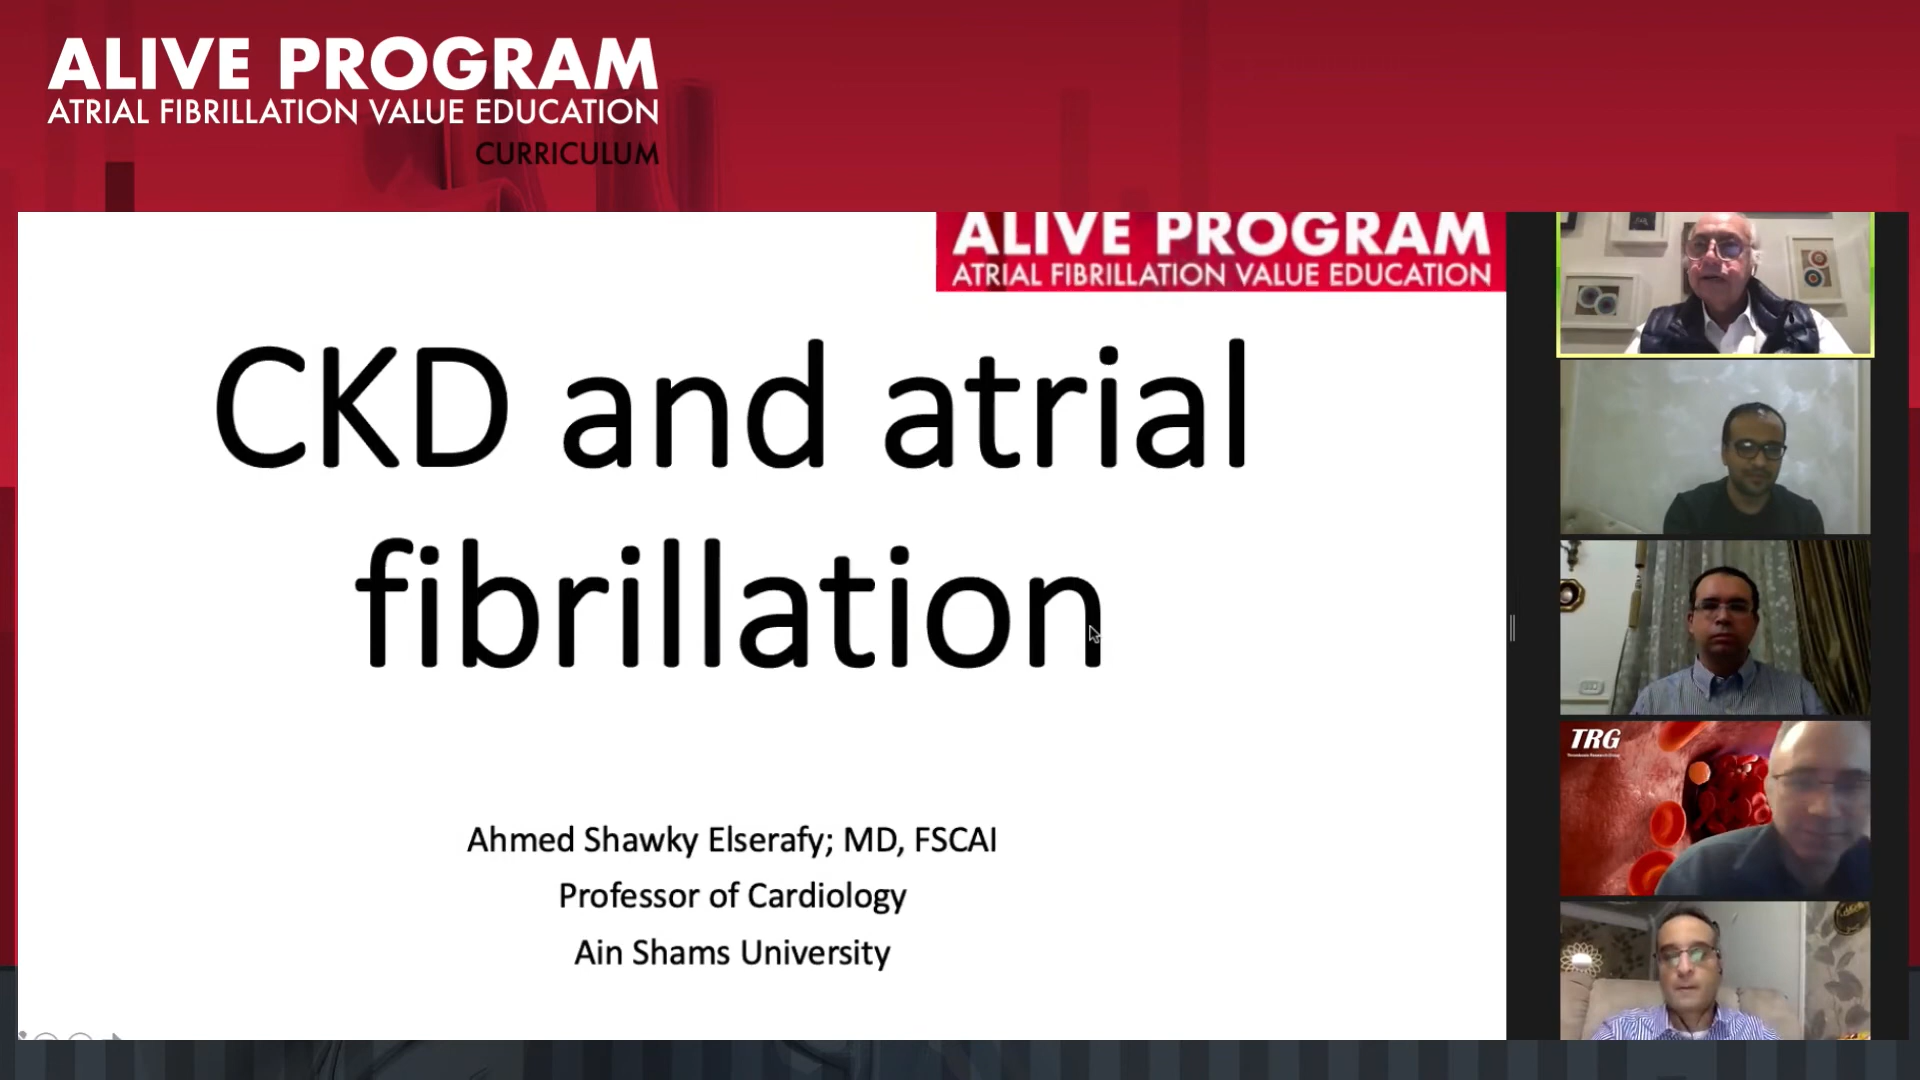 ALIVE PROGRAM
ATRIAL FIBRILLATION VALUE EDUCATION
CURRICULUM
ALIVE PROGRAM
ATRIAL FIBRILLATION VALUE EDUCATION
CKD and atrial
fibrillation
Ahmed Shawky Elserafy; MD, FSCAI
Professor of Cardiology
Ain Shams University
TRG